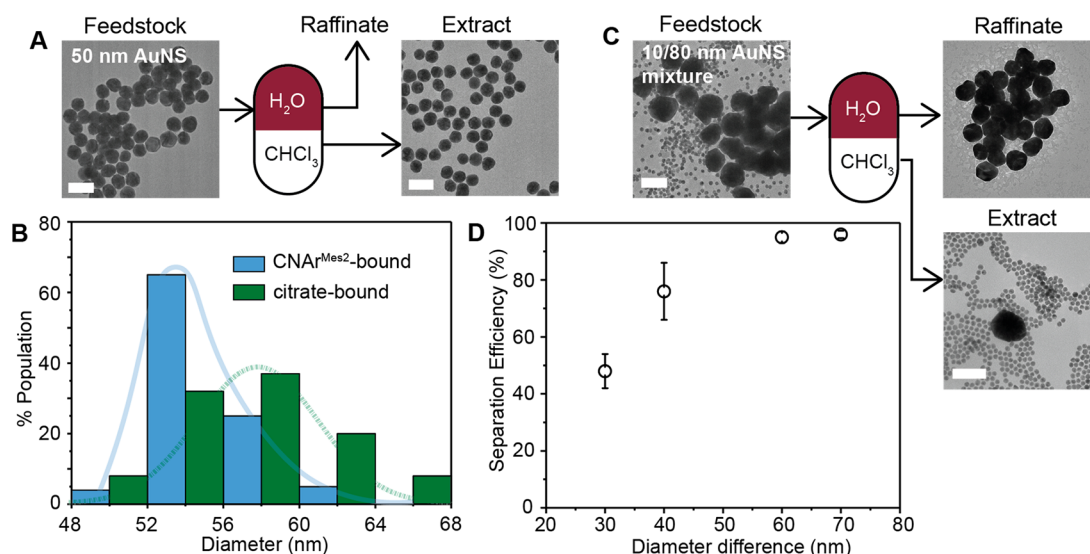 A
Feedstock
50 nm AuNS
Raffinate
Extract
H₂O
CHCl₃
C
Feedstock
10/80 nm AuNS
mixture
Raffinate
H₂O
CHCl₃
Extract
B
CNArᴹᵉˢ²-bound
citrate-bound
% Population
80
60
40
20
0
48 52 56 60 64 68
Diameter (nm)
D
Separation Efficiency (%)
100
80
60
40
80
20
0
20 30 40 50 60 70 80
Diameter difference (nm)